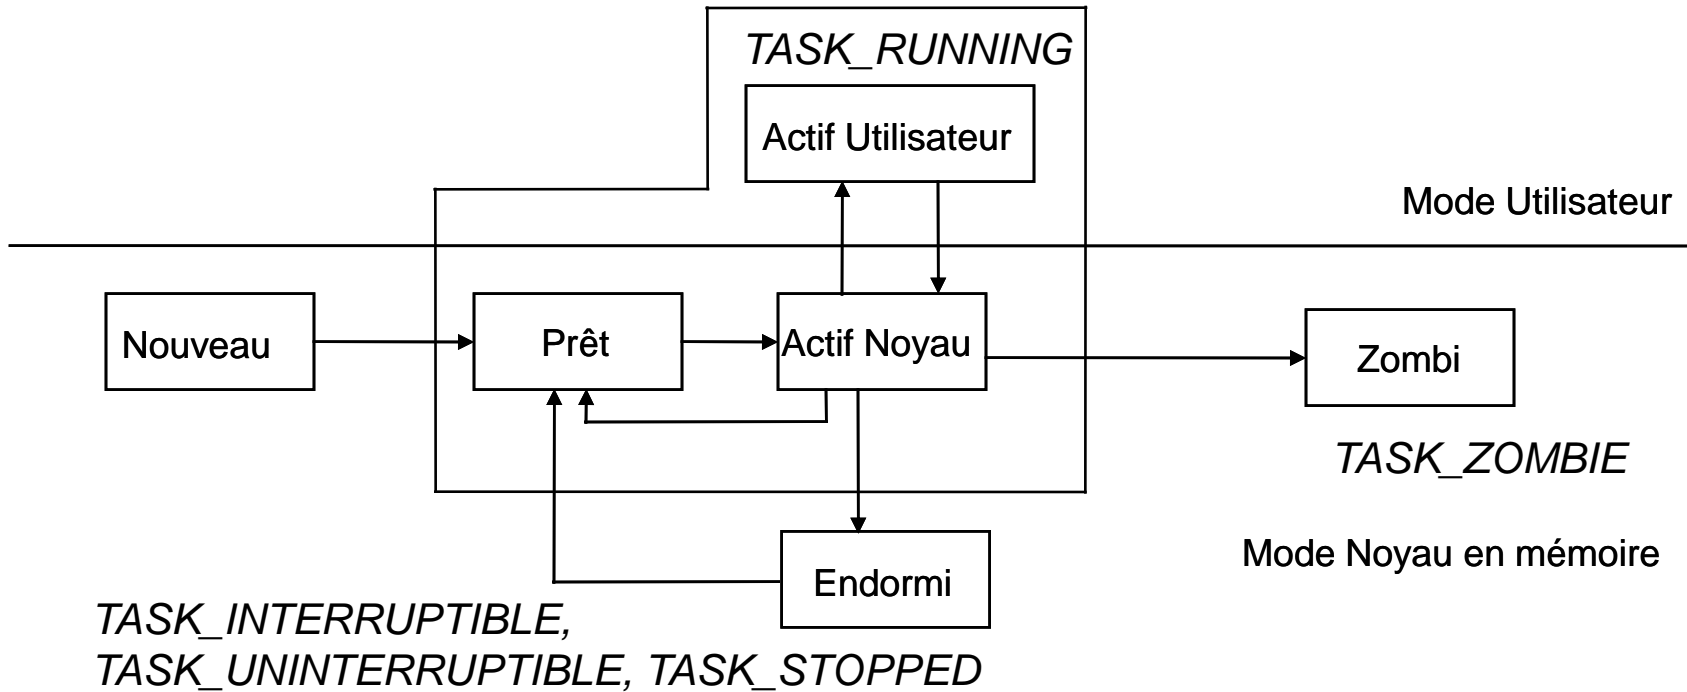 TASK_RUNNING
Actif Utilisateur
Mode Utilisateur
Nouveau
Prêt
Actif Noyau
Zombi
TASK_ZOMBIE
Mode Noyau en mémoire
Endormi
TASK_INTERRUPTIBLE,
TASK_UNINTERRUPTIBLE, TASK_STOPPED